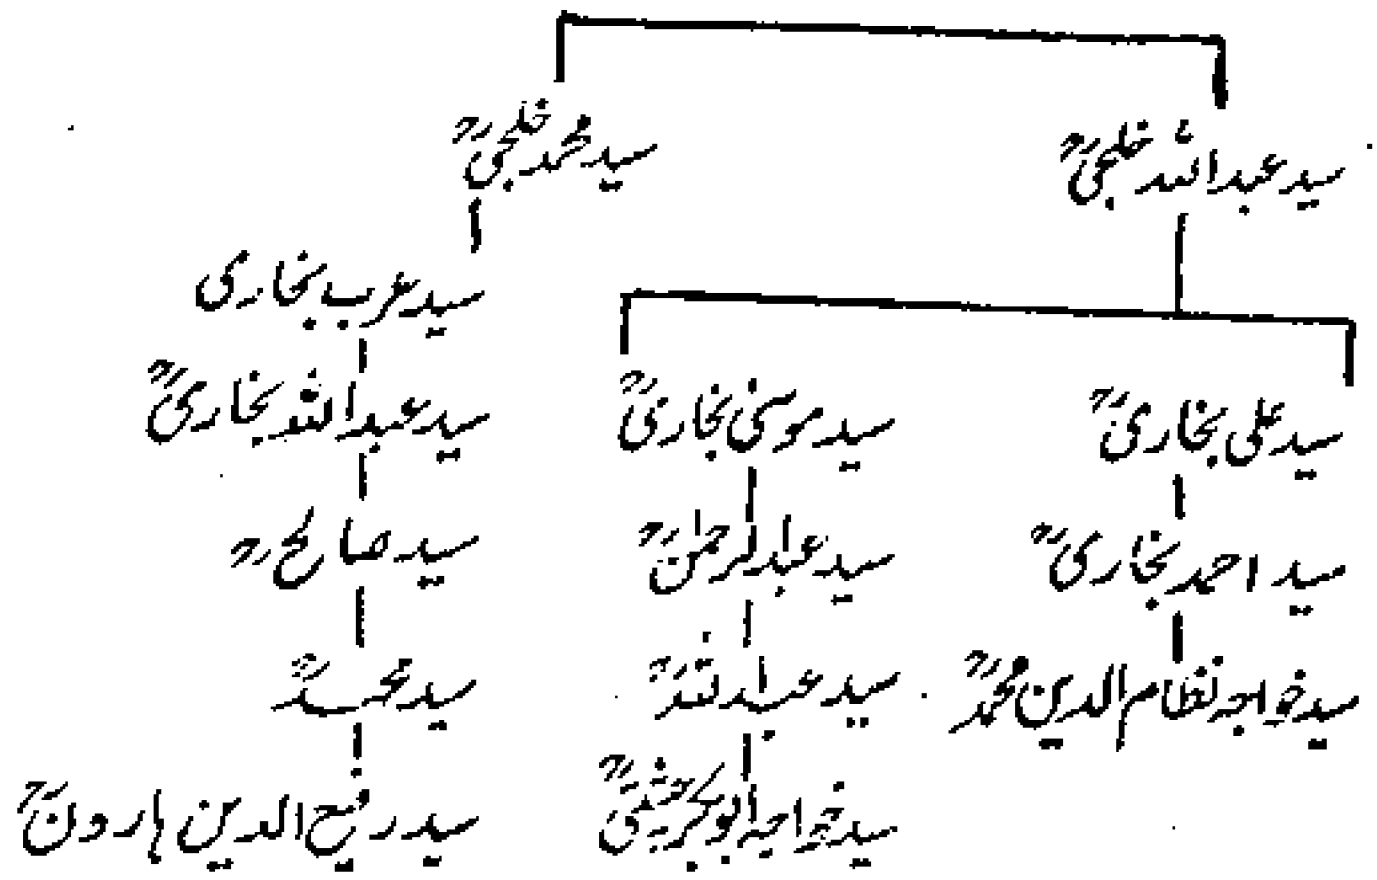 سید عبداللہ خلجیؒ
سید محمد خلجیؒ
سید عرب بخاری
سید علی بخاریؒ
سید موسیٰ بخاریؒ
سید عبداللہ بخاریؒ
سید احمد بخاریؒ
سید عبدالرحمنؒ
سید صالحؒ
سید خواجہ نظام الدین محمدؒ
سید عبداللہؒ
سید محمدؒ
سید خواجہ ابوبکر چشتیؒ
سید رفیع الدین ہارونؒ